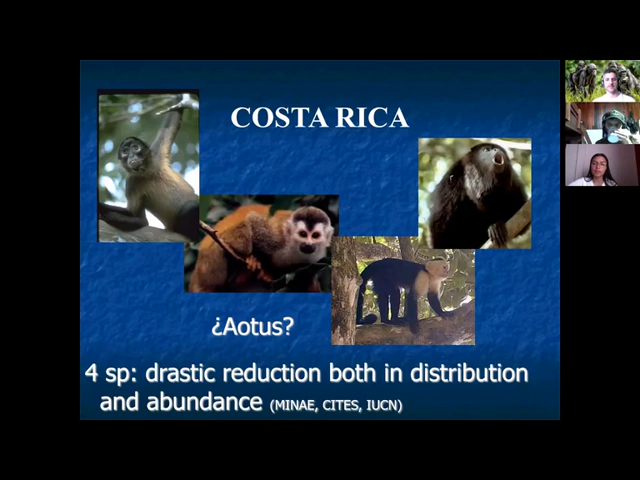 COSTA RICA
¿Aotus?
4 sp: drastic reduction both in distribution
and abundance (MINAE, CITES, IUCN)